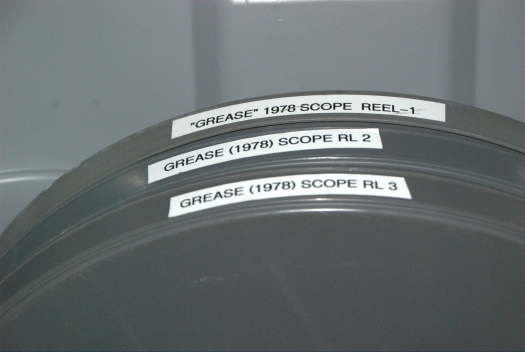 "GREASE" 1978 SCOPE REEL-1
GREASE (1978) SCOPE RL 2
GREASE (1978) SCOPE RL 3